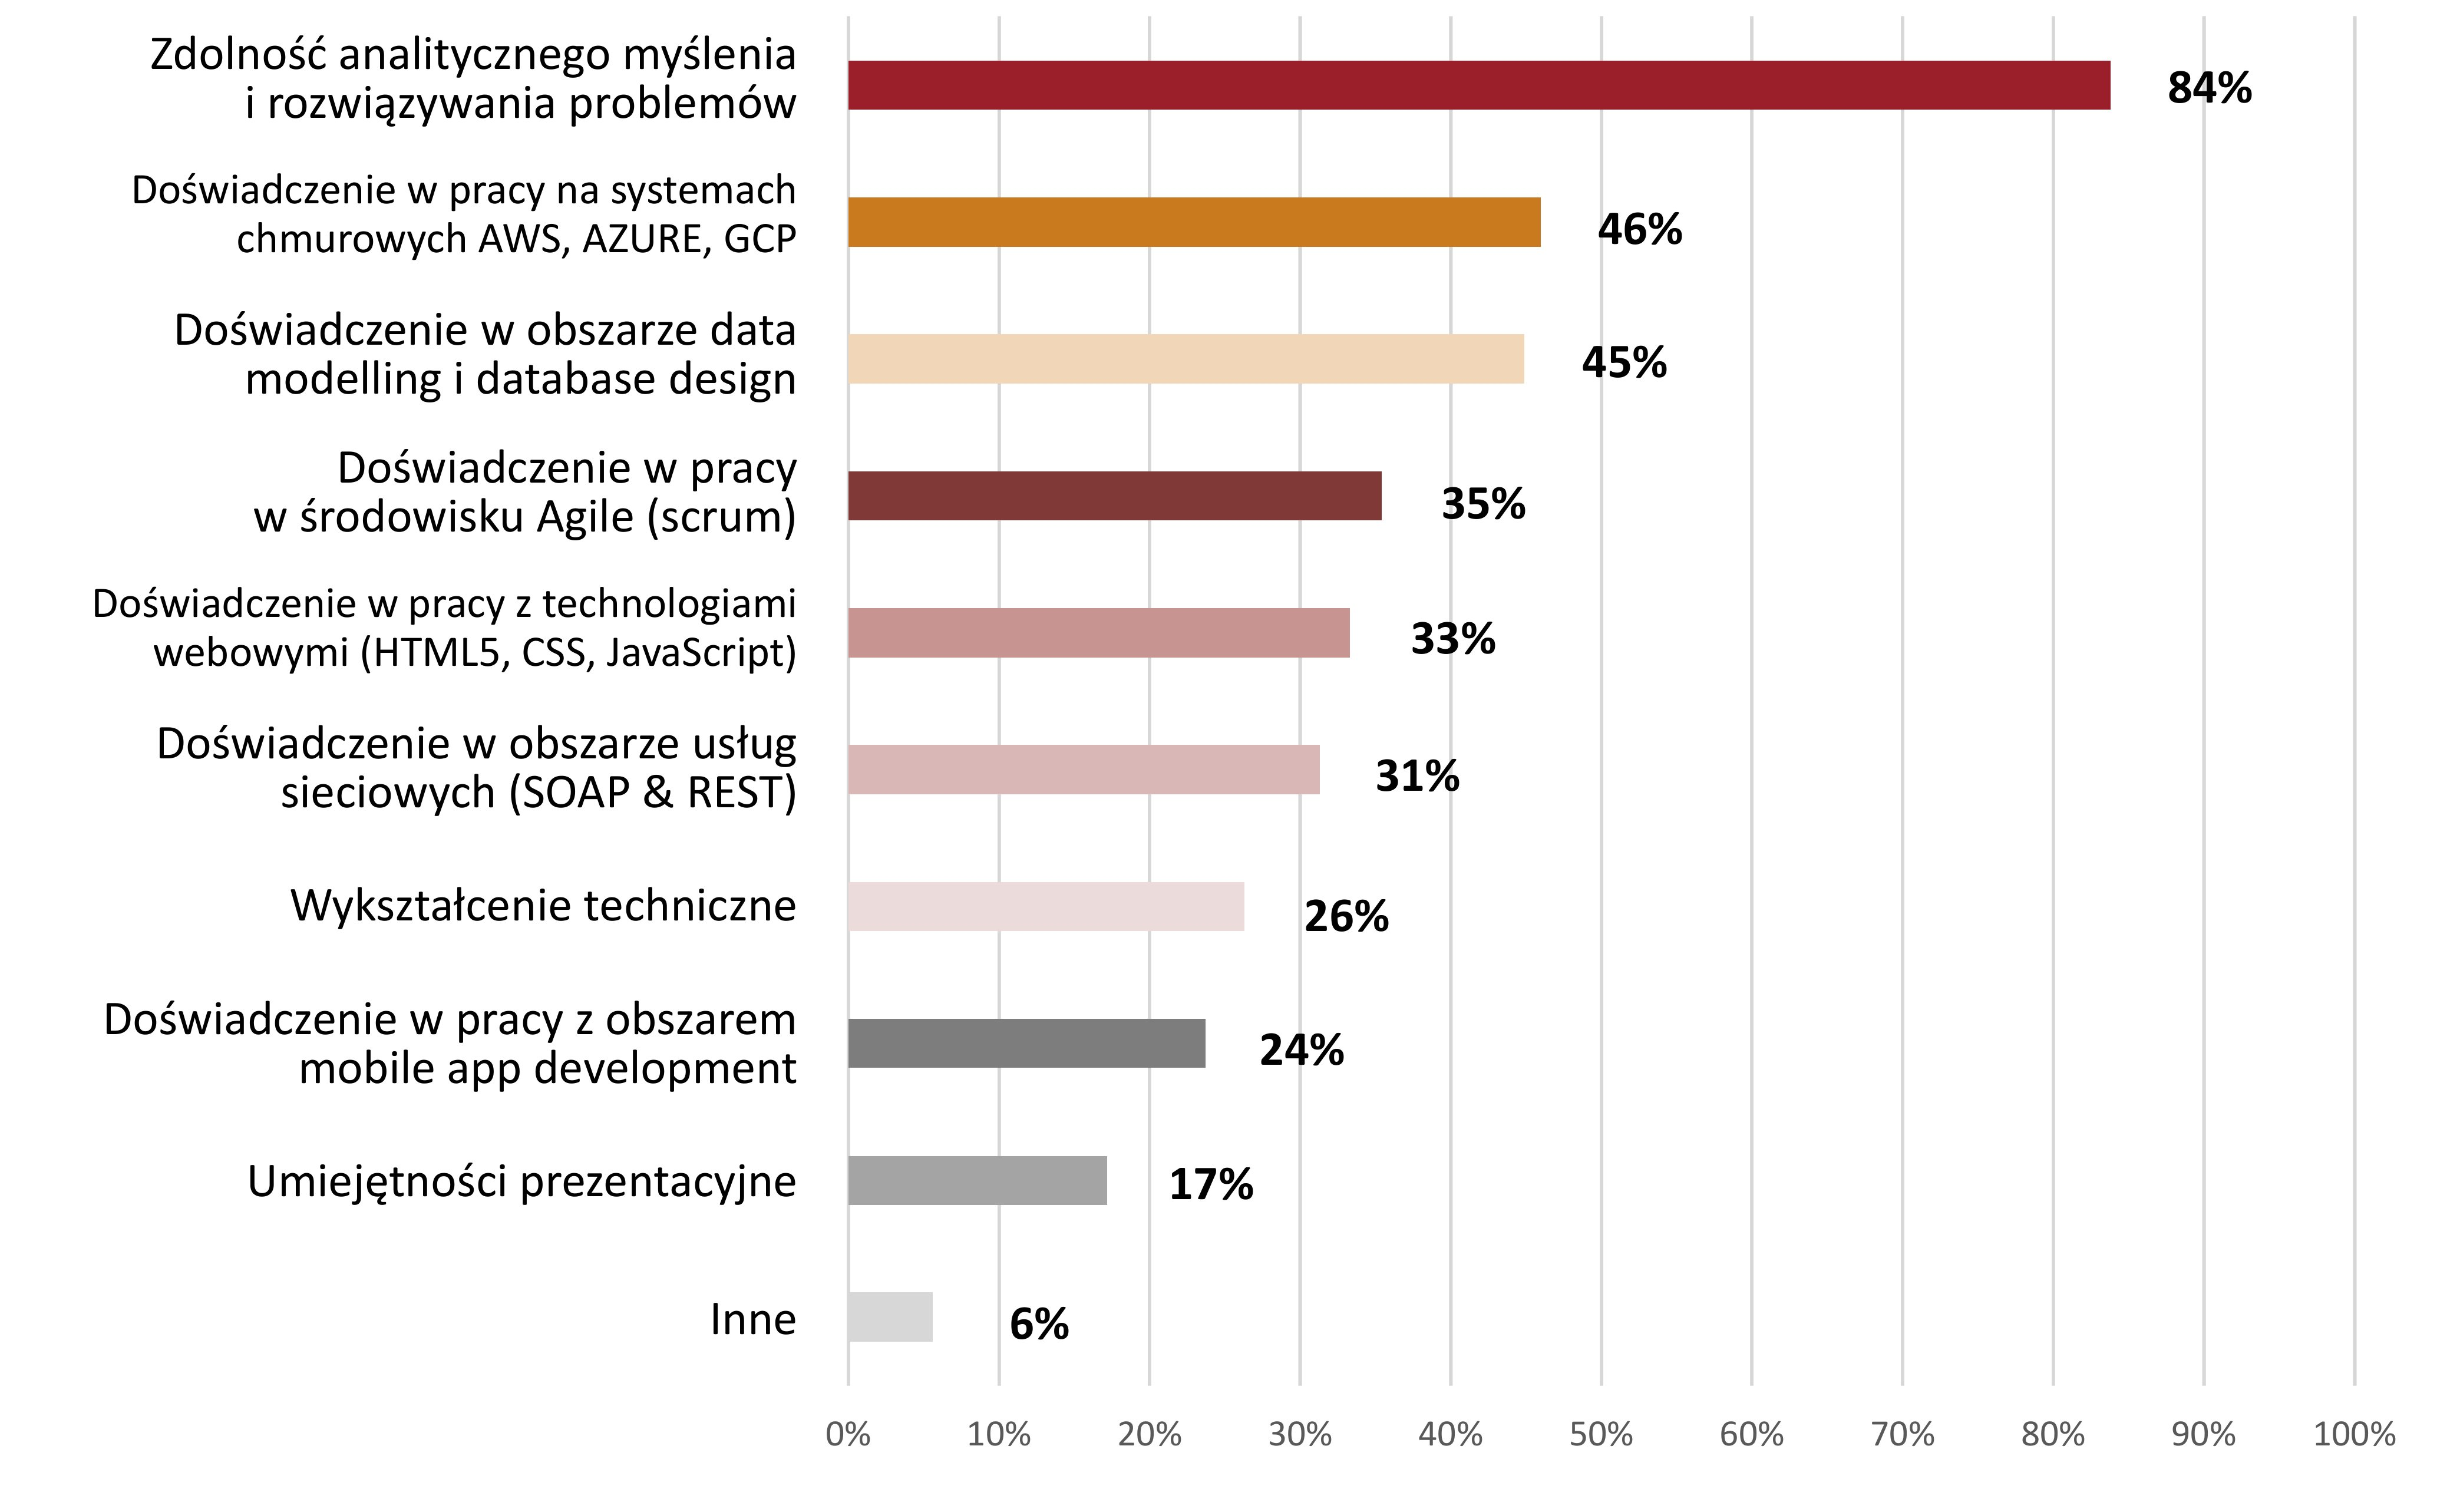 Zdolność analitycznego myślenia
i rozwiązywania problemów
84%
Doświadczenie w pracy na systemach
chmurowych AWS, AZURE, GCP
46%
Doświadczenie w obszarze data
modelling i database design
45%
Doświadczenie w pracy
w środowisku Agile (scrum)
35%
Doświadczenie w pracy z technologiami
webowymi (HTML5, CSS, JavaScript)
33%
Doświadczenie w obszarze usług
sieciowych (SOAP & REST)
31%
Wykształcenie techniczne
26%
Doświadczenie w pracy z obszarem
mobile app development
24%
Umiejętności prezentacyjne
17%
Inne
6%
0% 10% 20% 30% 40% 50% 60% 70% 80% 90% 100%